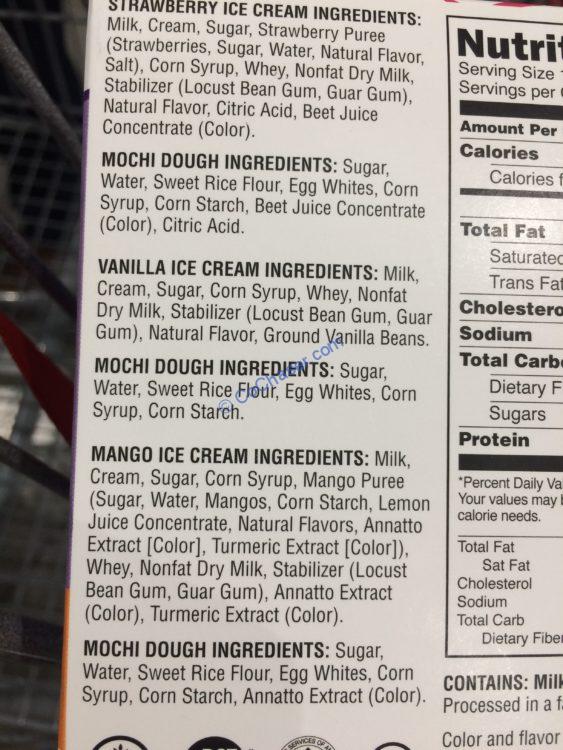 STRAWBERRY ICE CREAM INGREDIENTS:
Milk, Cream, Sugar, Strawberry Puree
(Strawberries, Sugar, Water, Natural Flavor,
Salt), Corn Syrup, Whey, Nonfat Dry Milk,
Stabilizer (Locust Bean Gum, Guar Gum),
Natural Flavor, Citric Acid, Beet Juice
Concentrate (Color).
MOCHI DOUGH INGREDIENTS: Sugar,
Water, Sweet Rice Flour, Egg Whites, Corn
Syrup, Corn Starch, Beet Juice Concentrate
(Color), Citric Acid.
VANILLA ICE CREAM INGREDIENTS: Milk,
Cream, Sugar, Corn Syrup, Whey, Nonfat
Dry Milk, Stabilizer (Locust Bean Gum, Guar
Gum), Natural Flavor, Ground Vanilla Beans.
MOCHI DOUGH INGREDIENTS: Sugar,
Water, Sweet Rice Flour, Egg Whites, Corn
Syrup, Corn Starch.
© CoChaser.com
MANGO ICE CREAM INGREDIENTS: Milk,
Cream, Sugar, Corn Syrup, Mango Puree
(Sugar, Water, Mangos, Corn Starch, Lemon
Juice Concentrate, Natural Flavors, Annatto
Extract [Color], Turmeric Extract [Color]),
Whey, Nonfat Dry Milk, Stabilizer (Locust
Bean Gum, Guar Gum), Annatto Extract
(Color), Turmeric Extract (Color).
MOCHI DOUGH INGREDIENTS: Sugar,
Water, Sweet Rice Flour, Egg Whites, Corn
Syrup, Corn Starch, Annatto Extract (Color).
Nutrit
Serving Size
Servings per
Amount Per
Calories
Calories f
Total Fat
Saturated
Trans Fat
Cholestero
Sodium
Total Carbo
Dietary F
Sugars
Protein
*Percent Daily Va
Your values may b
calorie needs.
Total Fat
Sat Fat
Cholesterol
Sodium
Total Carb
Dietary Fiber
CONTAINS: Milk
Processed in a fa
Color and flavor
SERVICES OF AM